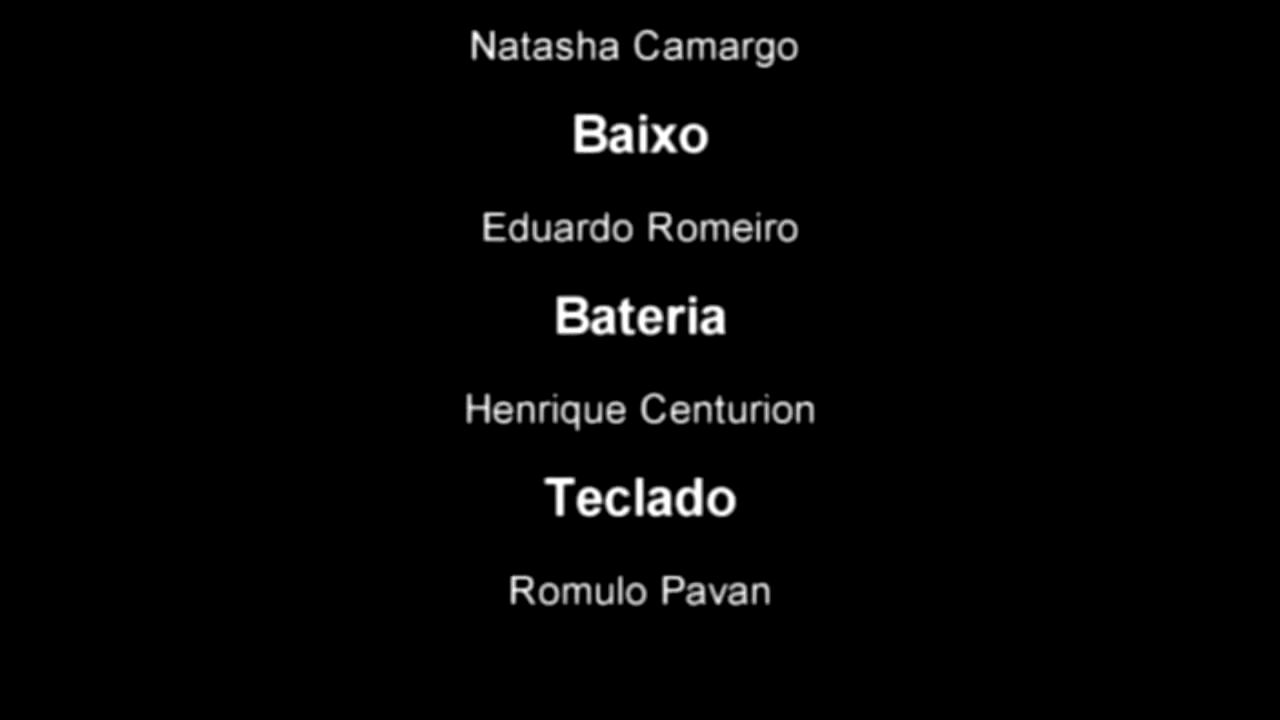 Natasha Camargo
Baixo
Eduardo Romeiro
Bateria
Henrique Centurion
Teclado
Romulo Pavan